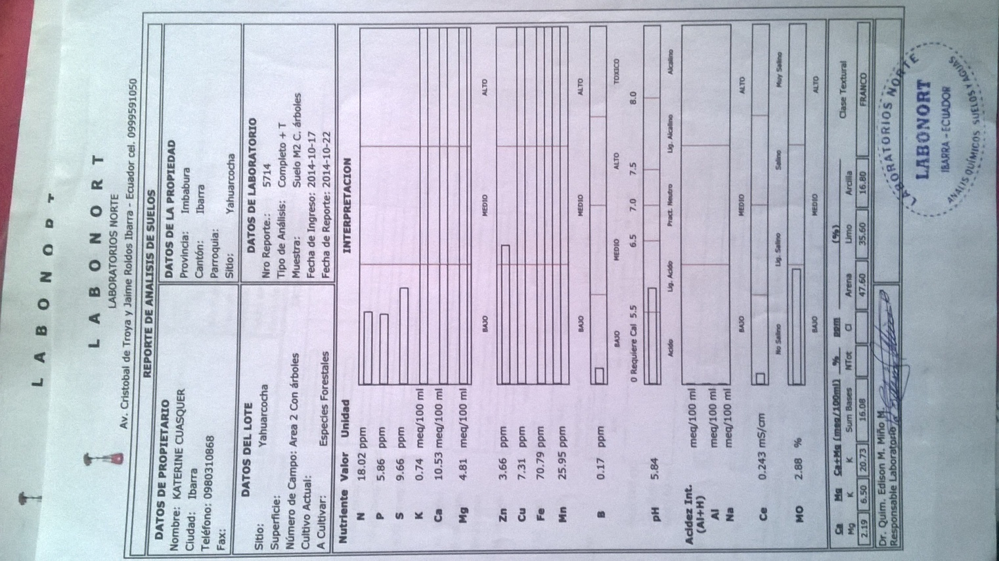 L A B O N O R T
L A B O N O R T
LABORATORIOS NORTE
Av. Cristobal de Troya y Jaime Roldos Ibarra - Ecuador cel. 0999591050
REPORTE DE ANALISIS DE SUELOS
DATOS DE PROPIETARIO
Nombre: KATERINE CUASQUER
Ciudad: Ibarra
Teléfono: 0980310868
Fax:
DATOS DE LA PROPIEDAD
Provincia: Imbabura
Cantón: Ibarra
Parroquia:
Sitio: Yahuarcocha
DATOS DEL LOTE
Sitio: Yahuarcocha
Superficie:
Número de Campo: Area 2 Con árboles
Cultivo Actual:
A Cultivar: Especies Forestales
DATOS DE LABORATORIO
Nro Reporte.: 5714
Tipo de Análisis: Completo + T
Muestra: Suelo M2 C. árboles
Fecha de Ingreso: 2014-10-17
Fecha de Reporte: 2014-10-22
Nutriente Valor Unidad INTERPRETACION
N 18.02 ppm
P 5.86 ppm
S 9.66 ppm
K 0.74 meq/100 ml
Ca 10.53 meq/100 ml
Mg 4.81 meq/100 ml
BAJO MEDIO ALTO
Zn 3.66 ppm
Cu 7.31 ppm
Fe 70.79 ppm
Mn 25.95 ppm
BAJO MEDIO ALTO
B 0.17 ppm
BAJO MEDIO ALTO TOXICO
0 Requiere Cal 5.5 6.5 7.0 7.5 8.0
pH 5.84
Acido Lig. Acido Pract. Neutro Lig. Alcalino Alcalino
Acidez Int.
(Al+H) meq/100 ml
Al meq/100 ml
Na meq/100 ml
BAJO MEDIO ALTO
Ce 0.243 mS/cm
No Salino Lig. Salino Salino Muy Salino
MO 2.88 %
BAJO MEDIO ALTO
Ca Mg Ca+Mg (meq/100ml) % ppm (%) Clase Textural
Mg K K Sum Bases NTot Cl Arena Limo Arcilla
2.19 6.50 20.73 16.08 47.60 35.60 16.80 FRANCO
Dr. Quim. Edison M. Miño M.
Responsable Laboratorio
LABORATORIOS NORTE
LABONORT
IBARRA - ECUADOR
ANALIS QUÍMICOS SUELOS Y AGUAS